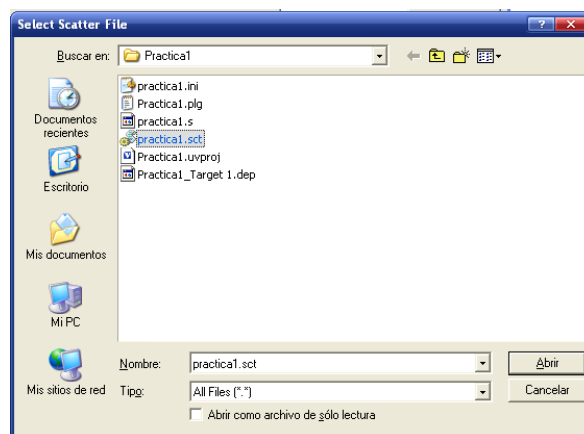 Select Scatter File
Buscar en: Practica1
practica1.ini
Practica1.plg
practica1.s
practica1.sct
Practica1.uvproj
Practica1_Target 1.dep
Documentos
recientes
Escritorio
Mis documentos
Mi PC
Mis sitios de red
Nombre: practica1.sct Abrir
Tipo: All Files (*.*) Cancelar
Abrir como archivo de sólo lectura